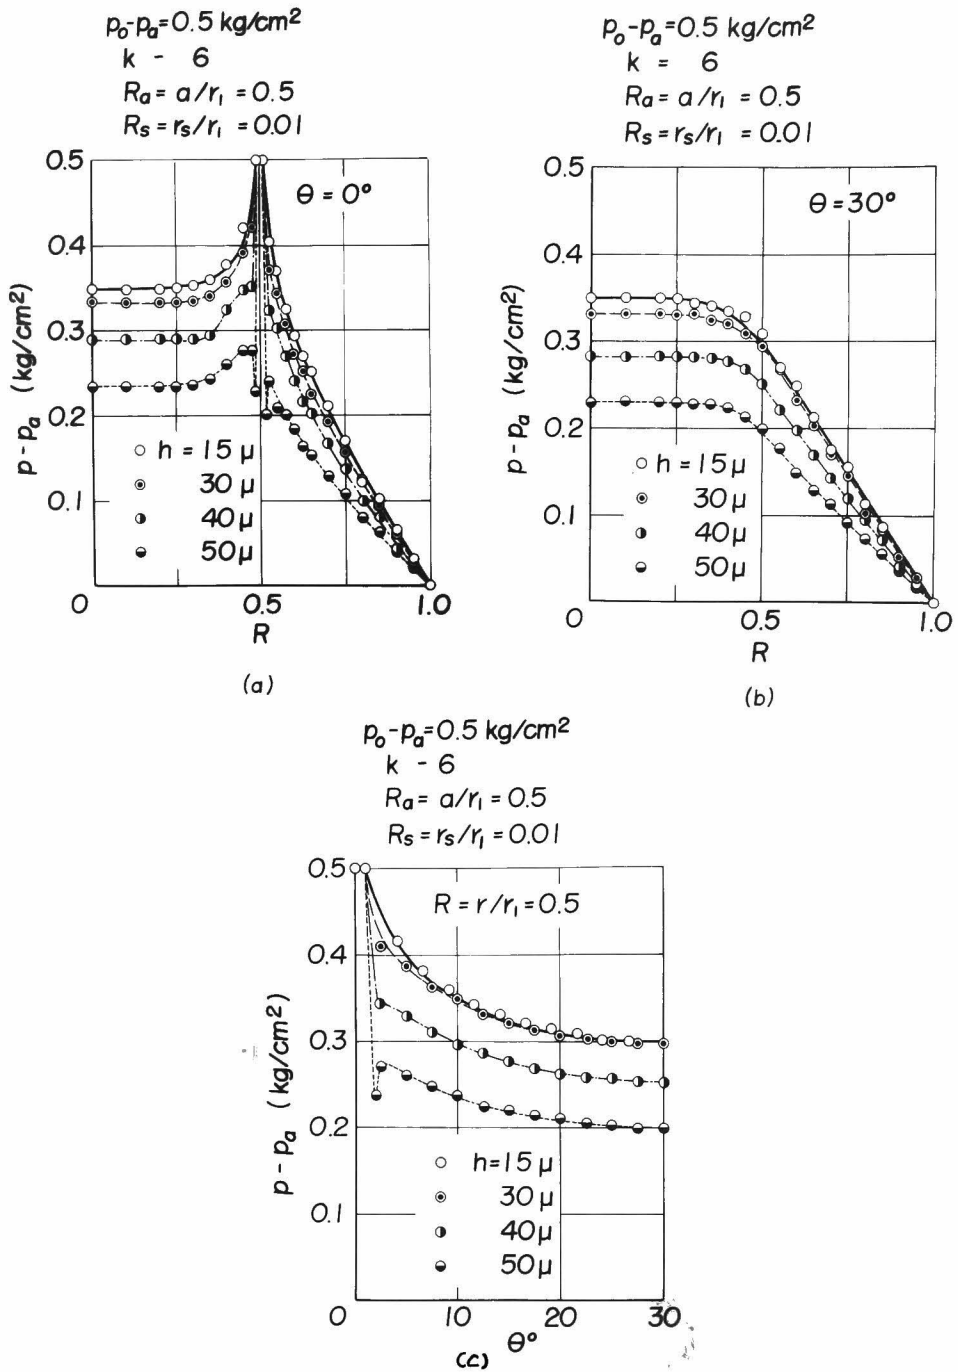 pₒ-pₐ=0.5 kg/cm²
k - 6
Rₐ= a/r₁ = 0.5
Rₛ = rₛ/r₁ = 0.01
0.5
0.4
0.3
0.2
0.1
p - pₐ (kg/cm²)
θ = 0°
h = 15 μ
30 μ
40 μ
50 μ
0
0.5
1.0
R
(a)
pₒ-pₐ=0.5 kg/cm²
k = 6
Rₐ= a/r₁ = 0.5
Rₛ = rₛ/r₁ = 0.01
0.5
0.4
0.3
0.2
0.1
p - pₐ (kg/cm²)
θ = 30°
h = 15 μ
30 μ
40 μ
50 μ
0
0.5
1.0
R
(b)
pₒ-pₐ=0.5 kg/cm²
k - 6
Rₐ= a/r₁ = 0.5
Rₛ = rₛ/r₁ = 0.01
0.5
0.4
0.3
0.2
0.1
p - pₐ (kg/cm²)
R = r/r₁ = 0.5
h=15 μ
30 μ
40 μ
50 μ
0
10
20
30
θ°
(c)